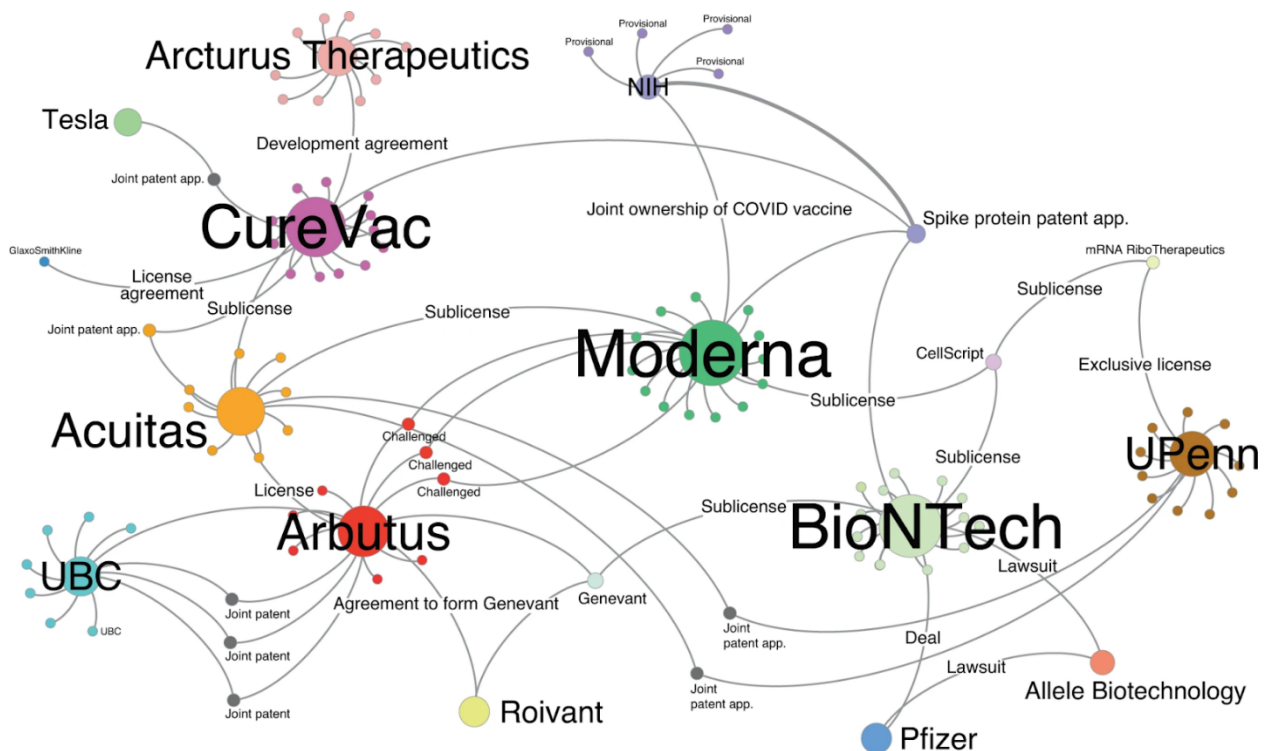 Provisional
Provisional
Provisional
Provisional
Arcturus Therapeutics
NIH
Tesla
Development agreement
Joint patent app.
CureVac
Joint ownership of COVID vaccine
Spike protein patent app.
GlaxoSmithKline
License
agreement
mRNA RiboTherapeutics
Sublicense
Sublicense
Sublicense
Joint patent app.
Moderna
CellScript
Exclusive license
Sublicense
Acuitas
Challenged
Challenged
Challenged
UPenn
Sublicense
License
Sublicense
Arbutus
BioNTech
Lawsuit
UBC
Agreement to form Genevant
Genevant
Joint patent
UBC
Joint patent
Joint
patent app.
Deal
Lawsuit
Joint
patent app.
Allele Biotechnology
Joint patent
Roivant
Pfizer